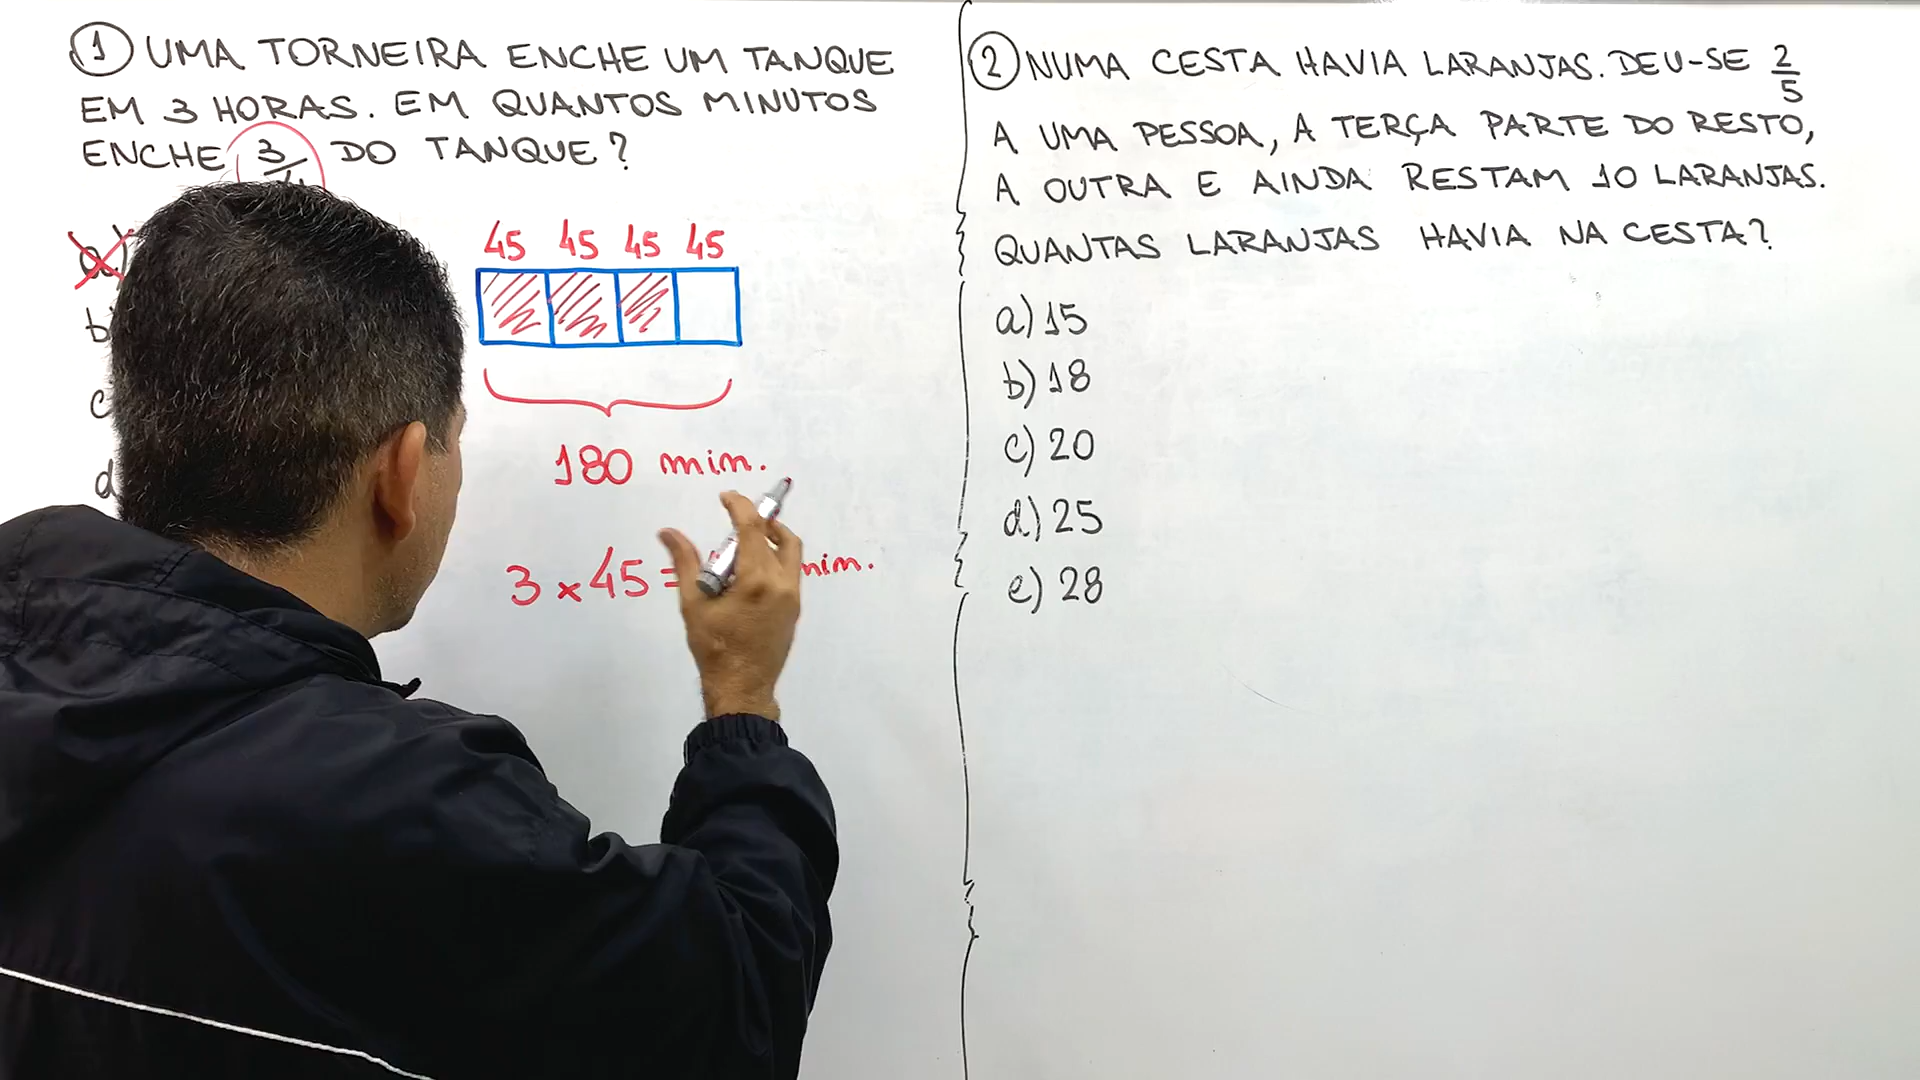 1 UMA TORNEIRA ENCHE UM TANQUE
EM 3 HORAS. EM QUANTOS MINUTOS
ENCHE 3/4 DO TANQUE?
a)
b)
c
d
45 45 45 45
180 min.
3 x 45 = min.
2 NUMA CESTA HAVIA LARANJAS. DEU-SE 2/5
A UMA PESSOA, A TERÇA PARTE DO RESTO,
A OUTRA E AINDA RESTAM 10 LARANJAS.
QUANTAS LARANJAS HAVIA NA CESTA?
a) 15
b) 18
c) 20
d) 25
e) 28